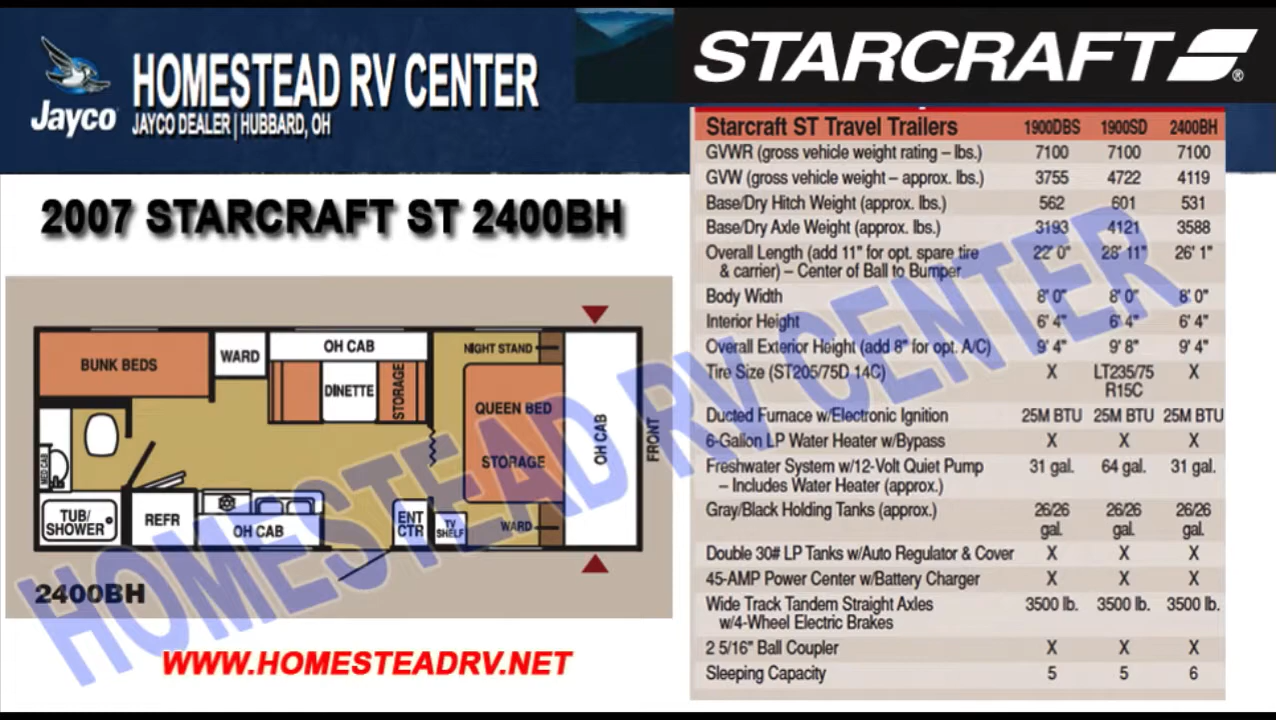 Jayco
HOMESTEAD RV CENTER
JAYCO DEALER | HUBBARD, OH
STARCRAFT
®
2007 STARCRAFT ST 2400BH
BUNK BEDS
WARD
OH CAB
DINETTE
STORAGE
NIGHT STAND
QUEEN BED
STORAGE
OH CAB
FRONT
MED CAB
TUB/
SHOWER
REFR
OH CAB
ENT
CTR
TV
SHELF
WARD
2400BH
WWW.HOMESTEADRV.NET
HOMESTEAD RV CENTER
Starcraft ST Travel Trailers 1900DBS 1900SD 2400BH
GVWR (gross vehicle weight rating – lbs.) 7100 7100 7100
GVW (gross vehicle weight – approx. lbs.) 3755 4722 4119
Base/Dry Hitch Weight (approx. lbs.) 562 601 531
Base/Dry Axle Weight (approx. lbs.) 3193 4121 3588
Overall Length (add 11" for opt. spare tire 22' 0" 28' 11" 26' 1"
& carrier) – Center of Ball to Bumper
Body Width 8' 0" 8' 0" 8' 0"
Interior Height 6' 4" 6' 4" 6' 4"
Overall Exterior Height (add 8" for opt. A/C) 9' 4" 9' 8" 9' 4"
Tire Size (ST205/75D 14C) X LT235/75 X
R15C
Ducted Furnace w/Electronic Ignition 25M BTU 25M BTU 25M BTU
6-Gallon LP Water Heater w/Bypass X X X
Freshwater System w/12-Volt Quiet Pump 31 gal. 64 gal. 31 gal.
– Includes Water Heater (approx.)
Gray/Black Holding Tanks (approx.) 26/26 26/26 26/26
gal. gal. gal.
Double 30# LP Tanks w/Auto Regulator & Cover X X X
45-AMP Power Center w/Battery Charger X X X
Wide Track Tandem Straight Axles 3500 lb. 3500 lb. 3500 lb.
w/4-Wheel Electric Brakes
2 5/16" Ball Coupler X X X
Sleeping Capacity 5 5 6